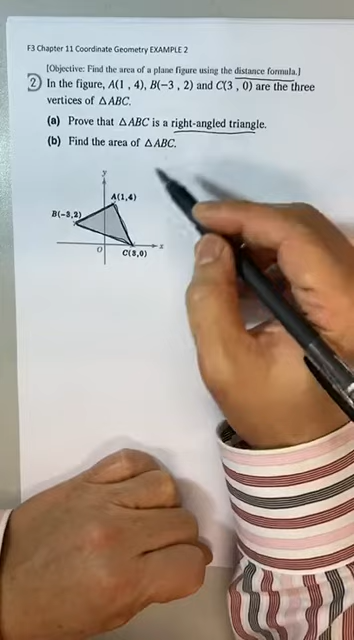 F3 Chapter 11 Coordinate Geometry EXAMPLE 2
[Objective: Find the area of a plane figure using the distance formula.]
2 In the figure, A(1 , 4), B(−3 , 2) and C(3 , 0) are the three
vertices of △ABC.
(a) Prove that △ABC is a right-angled triangle.
(b) Find the area of △ABC.
y
A(1,4)
B(−3,2)
O
x
C(3,0)